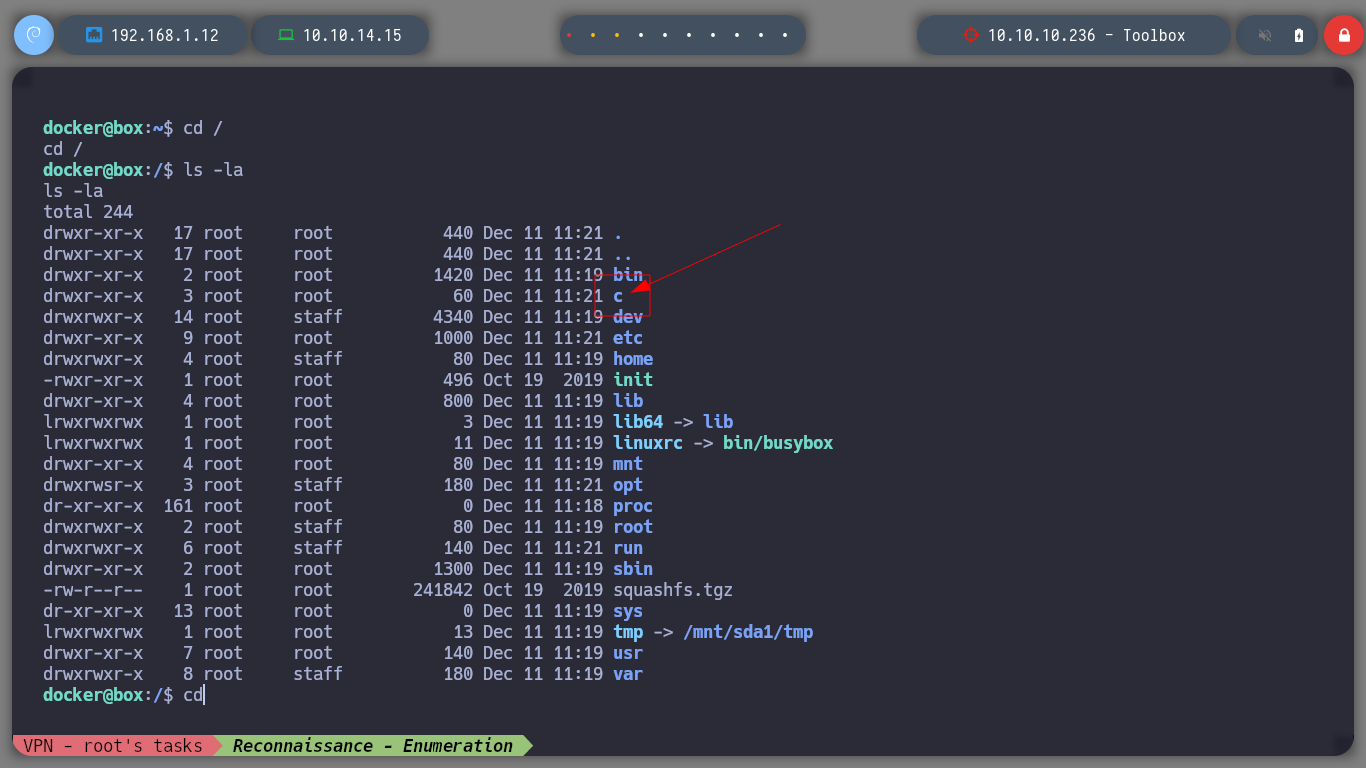 192.168.1.12 10.10.14.15 10.10.10.236 - Toolbox
docker@box:~$ cd /
cd /
docker@box:/$ ls -la
ls -la
total 244
drwxr-xr-x   17 root     root           440 Dec 11 11:21 .
drwxr-xr-x   17 root     root           440 Dec 11 11:21 ..
drwxr-xr-x    2 root     root          1420 Dec 11 11:19 bin
drwxr-xr-x    3 root     root            60 Dec 11 11:21 c
drwxrwxr-x   14 root     staff         4340 Dec 11 11:19 dev
drwxr-xr-x    9 root     root          1000 Dec 11 11:21 etc
drwxrwxr-x    4 root     staff           80 Dec 11 11:19 home
-rwxr-xr-x    1 root     root           496 Oct 19  2019 init
drwxr-xr-x    4 root     root           800 Dec 11 11:19 lib
lrwxrwxrwx    1 root     root             3 Dec 11 11:19 lib64 -> lib
lrwxrwxrwx    1 root     root            11 Dec 11 11:19 linuxrc -> bin/busybox
drwxr-xr-x    4 root     root            80 Dec 11 11:19 mnt
drwxrwsr-x    3 root     staff          180 Dec 11 11:21 opt
dr-xr-xr-x  161 root     root             0 Dec 11 11:18 proc
drwxrwxr-x    2 root     staff           80 Dec 11 11:19 root
drwxrwxr-x    6 root     staff          140 Dec 11 11:21 run
drwxr-xr-x    2 root     root          1300 Dec 11 11:19 sbin
-rw-r--r--    1 root     root        241842 Oct 19  2019 squashfs.tgz
dr-xr-xr-x   13 root     root             0 Dec 11 11:19 sys
lrwxrwxrwx    1 root     root            13 Dec 11 11:19 tmp -> /mnt/sda1/tmp
drwxr-xr-x    7 root     root           140 Dec 11 11:19 usr
drwxrwxr-x    8 root     staff          180 Dec 11 11:19 var
docker@box:/$ cd
VPN - root's tasks Reconnaissance - Enumeration